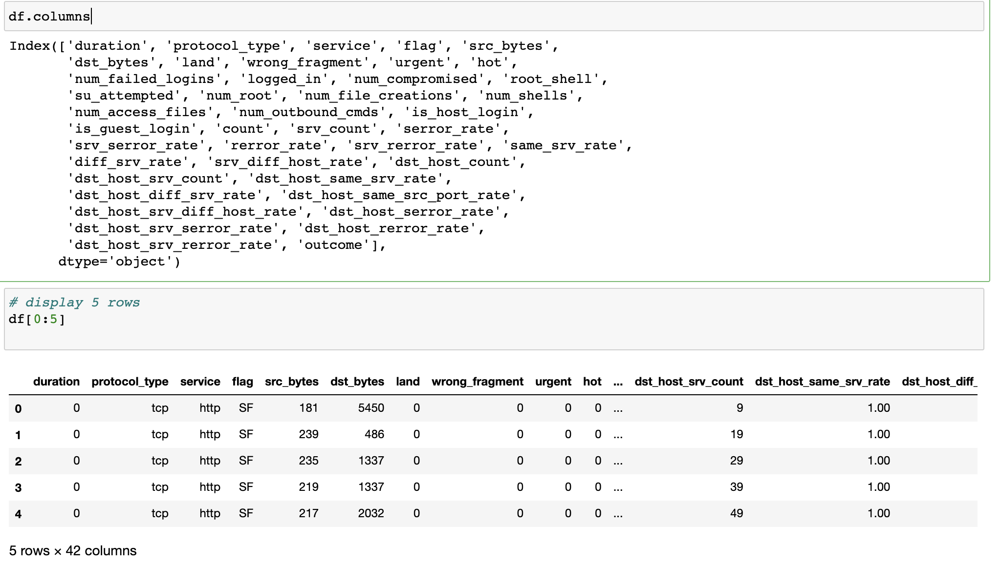 df.columns
Index(['duration', 'protocol_type', 'service', 'flag', 'src_bytes',
'dst_bytes', 'land', 'wrong_fragment', 'urgent', 'hot',
'num_failed_logins', 'logged_in', 'num_compromised', 'root_shell',
'su_attempted', 'num_root', 'num_file_creations', 'num_shells',
'num_access_files', 'num_outbound_cmds', 'is_host_login',
'is_guest_login', 'count', 'srv_count', 'serror_rate',
'srv_serror_rate', 'rerror_rate', 'srv_rerror_rate', 'same_srv_rate',
'diff_srv_rate', 'srv_diff_host_rate', 'dst_host_count',
'dst_host_srv_count', 'dst_host_same_srv_rate',
'dst_host_diff_srv_rate', 'dst_host_same_src_port_rate',
'dst_host_srv_diff_host_rate', 'dst_host_serror_rate',
'dst_host_srv_serror_rate', 'dst_host_rerror_rate',
'dst_host_srv_rerror_rate', 'outcome'],
dtype='object')
# display 5 rows
df[0:5]
duration protocol_type service flag src_bytes dst_bytes land wrong_fragment urgent hot ... dst_host_srv_count dst_host_same_srv_rate dst_host_diff_
0 0 tcp http SF 181 5450 0 0 0 0 ... 9 1.00
1 0 tcp http SF 239 486 0 0 0 0 ... 19 1.00
2 0 tcp http SF 235 1337 0 0 0 0 ... 29 1.00
3 0 tcp http SF 219 1337 0 0 0 0 ... 39 1.00
4 0 tcp http SF 217 2032 0 0 0 0 ... 49 1.00
5 rows × 42 columns